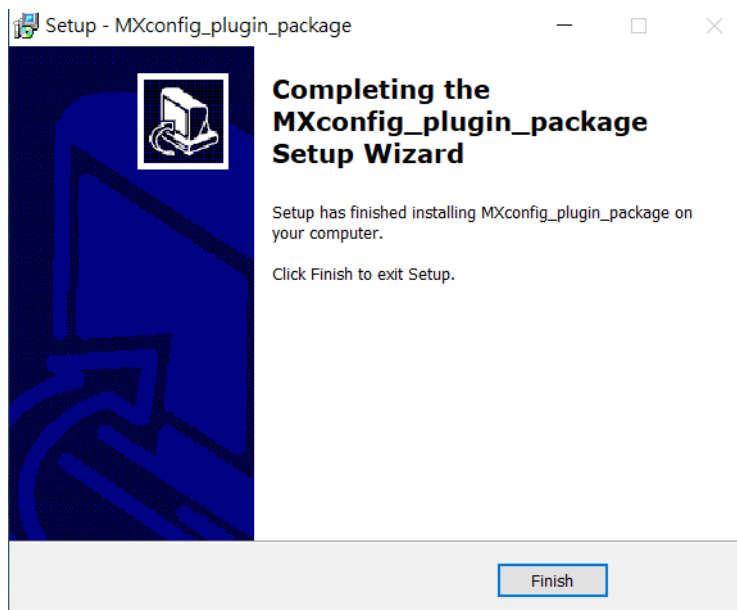 Setup - MXconfig_plugin_package
Completing the
MXconfig_plugin_package
Setup Wizard
Setup has finished installing MXconfig_plugin_package on
your computer.
Click Finish to exit Setup.
Finish